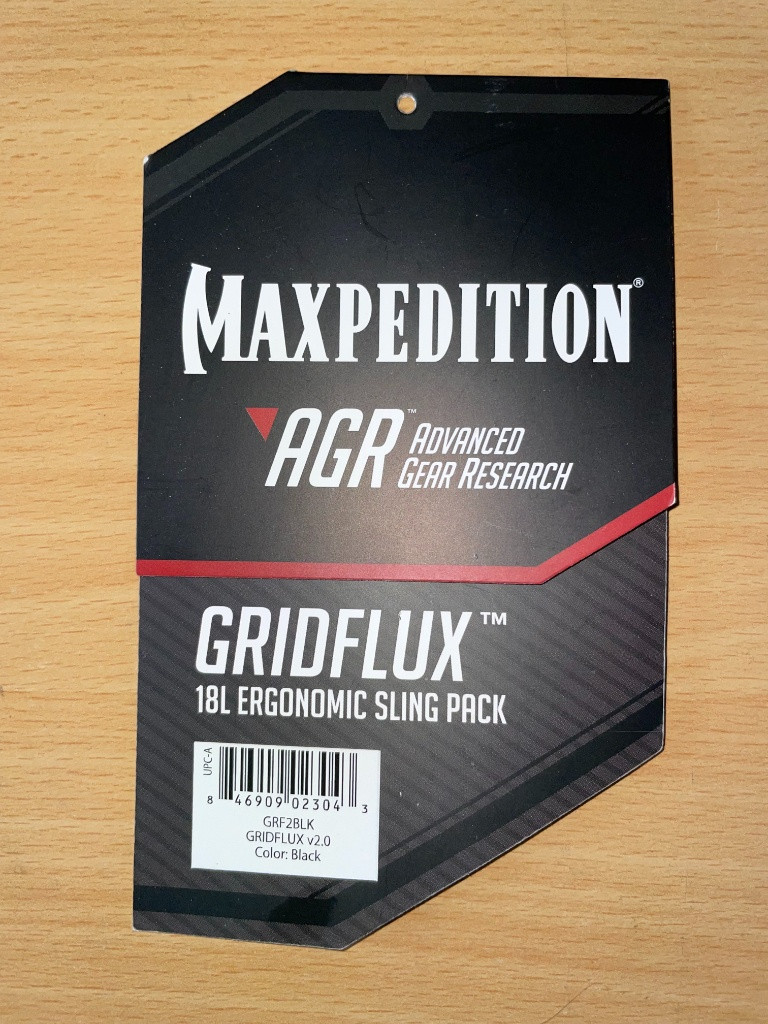 MAXPEDITION®
AGR™ ADVANCED
GEAR RESEARCH
GRIDFLUX™
18L ERGONOMIC SLING PACK
UPC-A
8 46909 02304 3
GRF2BLK
GRIDFLUX v2.0
Color: Black